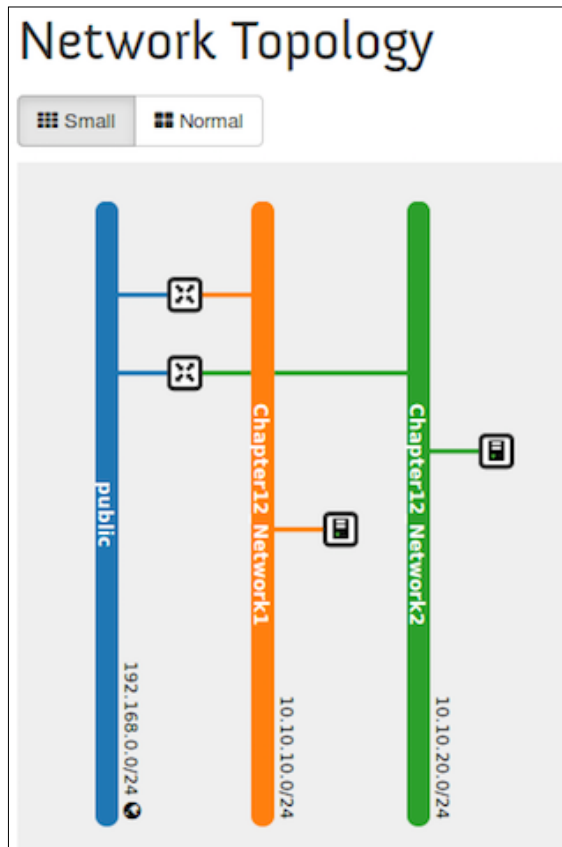 Network Topology
Small
Normal
public
192.168.0.0/24
Chapter12_Network1
10.10.10.0/24
Chapter12_Network2
10.10.20.0/24